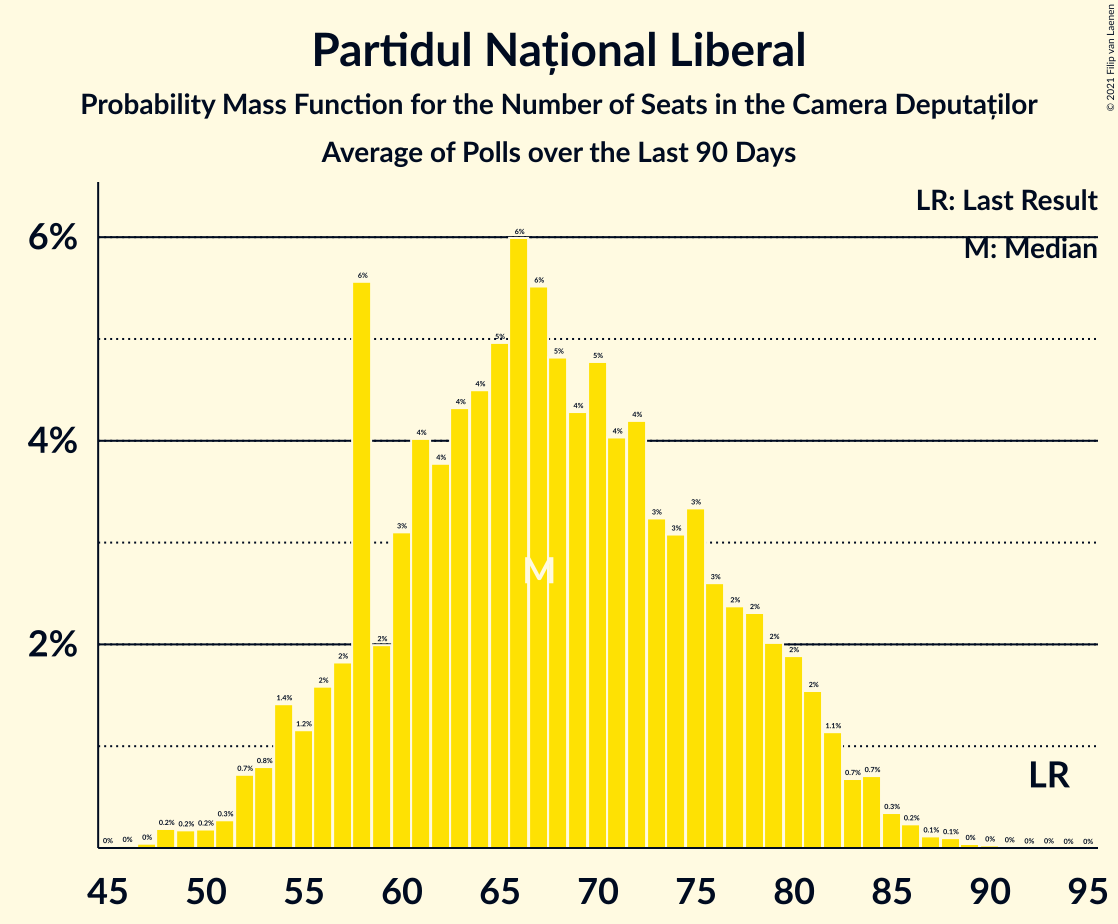 Partidul Național Liberal
Probability Mass Function for the Number of Seats in the Camera Deputaților
Average of Polls over the Last 90 Days
© 2021 Filip van Laenen
LR: Last Result
M: Median
6%
4%
2%
0% 0% 0% 0.2% 0.2% 0.2% 0.3% 0.7% 0.8% 1.4% 1.2% 2% 2% 6% 2% 3% 4% 4% 4% 4% 5% 6% 6% 5% 4% 5% 4% 4% 3% 3% 3% 3% 2% 2% 2% 2% 2% 1.1% 0.7% 0.7% 0.3% 0.2% 0.1% 0.1% 0% 0% 0% 0% 0% 0% 0%
M
LR
45 50 55 60 65 70 75 80 85 90 95